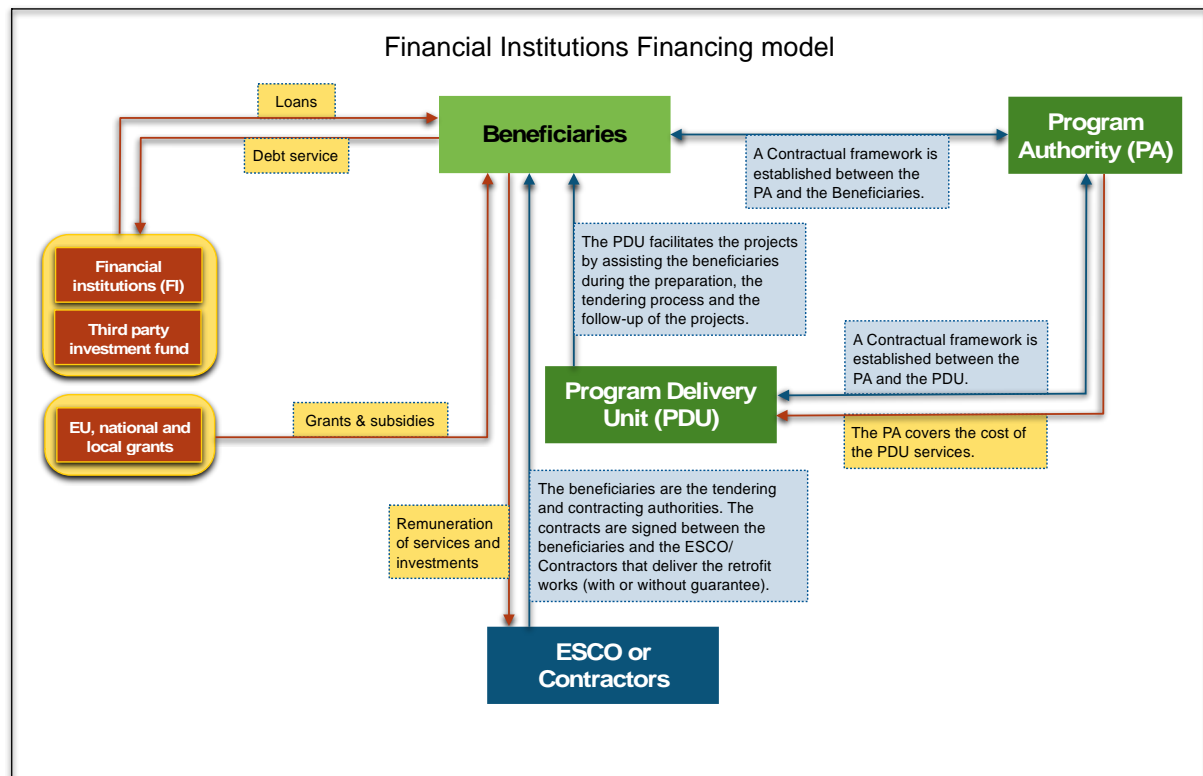 Financial Institutions Financing model
Loans
Debt service
Beneficiaries
Program
Authority (PA)
A Contractual framework is
established between the
PA and the Beneficiaries.
The PDU facilitates the projects
by assisting the beneficiaries
during the preparation, the
tendering process and the
follow-up of the projects.
Financial
institutions (FI)
Third party
investment fund
A Contractual framework is
established between the
PA and the PDU.
Program Delivery
Unit (PDU)
EU, national and
local grants
Grants & subsidies
The PA covers the cost of
the PDU services.
Remuneration
of services and
investments
The beneficiaries are the tendering
and contracting authorities. The
contracts are signed between the
beneficiaries and the ESCO/
Contractors that deliver the retrofit
works (with or without guarantee).
ESCO or
Contractors